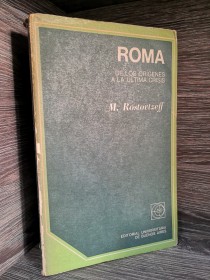 ROMA
DE LOS ORIGENES
A LA ULTIMA CRISIS
M. Rostovtzeff
EDITORIAL UNIVERSITARIA
DE BUENOS AIRES